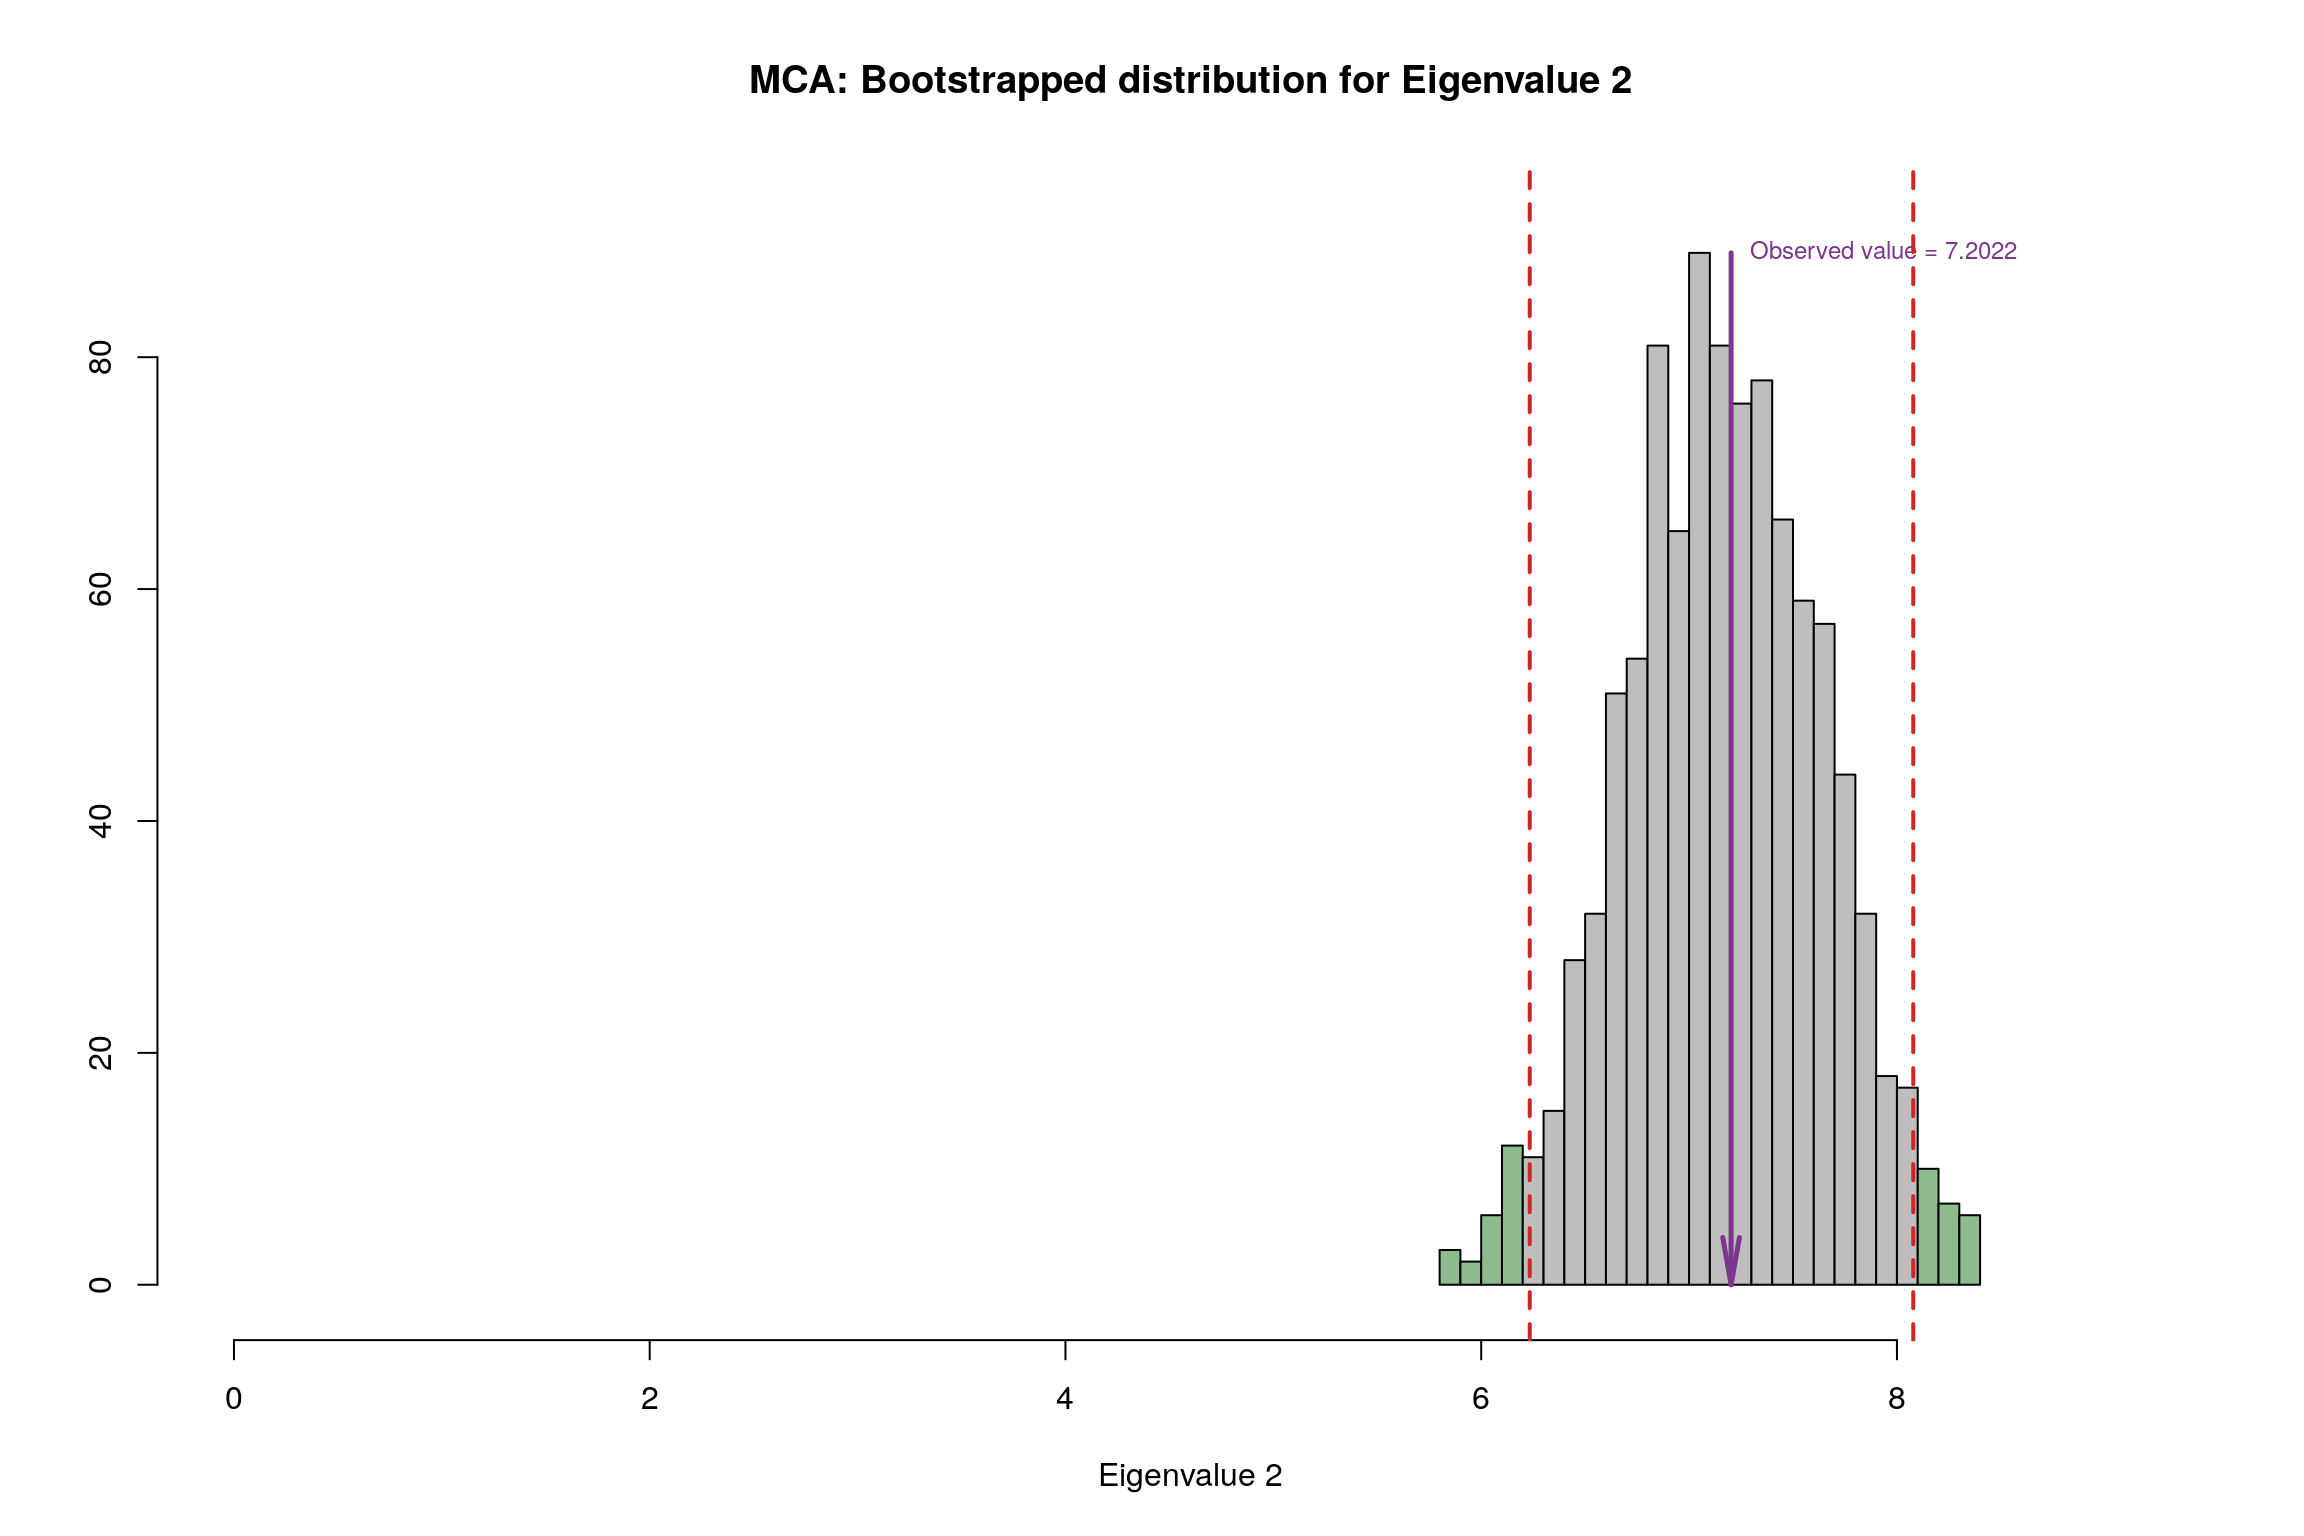 MCA: Bootstrapped distribution for Eigenvalue 2
Observed value = 7.2022
80
60
40
20
0
0 2 4 6 8
Eigenvalue 2